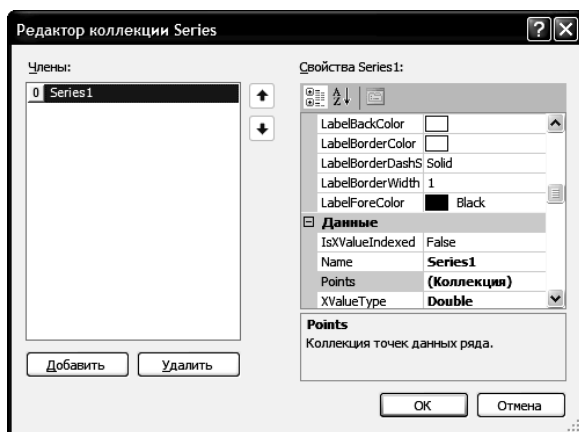 Редактор коллекции Series
Члены:
0 Series1
Добавить Удалить
Свойства Series1:
LabelBackColor
LabelBorderColor
LabelBorderDashS Solid
LabelBorderWidth 1
LabelForeColor Black
Данные
IsXValueIndexed False
Name Series1
Points (Коллекция)
XValueType Double
Points
Коллекция точек данных ряда.
OK Отмена